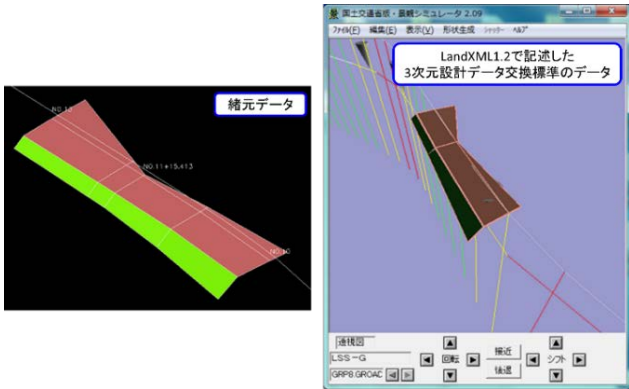 緒元データ
NO.12
NO.11+15.413
NO.10
国土交通省版・景観シミュレータ 2.09
ファイル(F) 編集(E) 表示(V) 形状生成 シャッター ヘルプ
LandXML1.2で記述した
3次元設計データ交換標準のデータ
透視図
LSS-G
GRP8.GROAD
回転
接近
後退
シフト